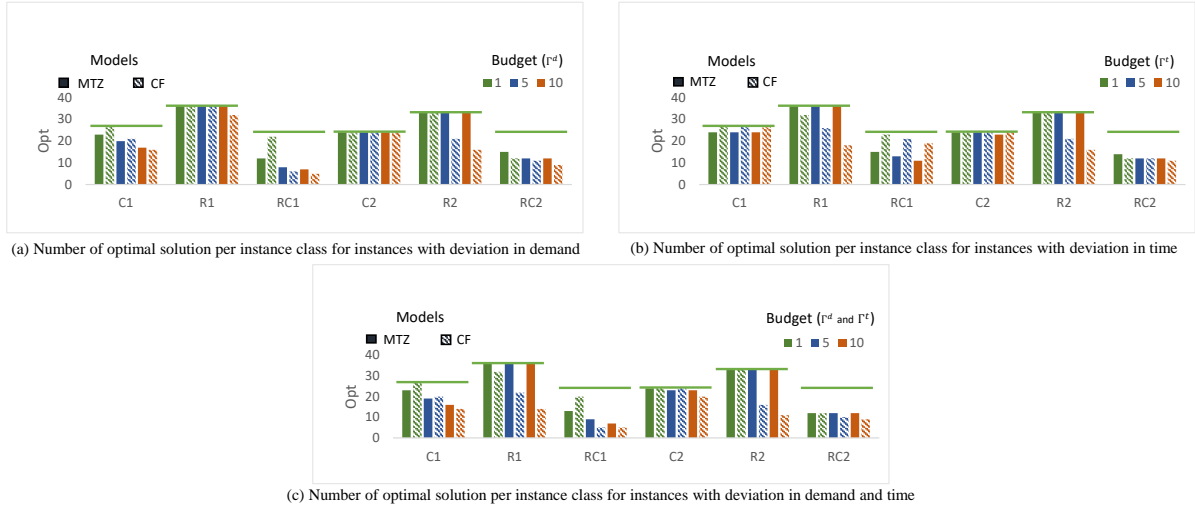 Models
MTZ CF
Budget (Γᵈ)
1 5 10
Opt
40
30
20
10
0
C1 R1 RC1 C2 R2 RC2
(a) Number of optimal solution per instance class for instances with deviation in demand
Models
MTZ CF
Budget (Γᵗ)
1 5 10
Opt
40
30
20
10
0
C1 R1 RC1 C2 R2 RC2
(b) Number of optimal solution per instance class for instances with deviation in time
Models
MTZ CF
Budget (Γᵈ and Γᵗ)
1 5 10
Opt
40
30
20
10
0
C1 R1 RC1 C2 R2 RC2
(c) Number of optimal solution per instance class for instances with deviation in demand and time